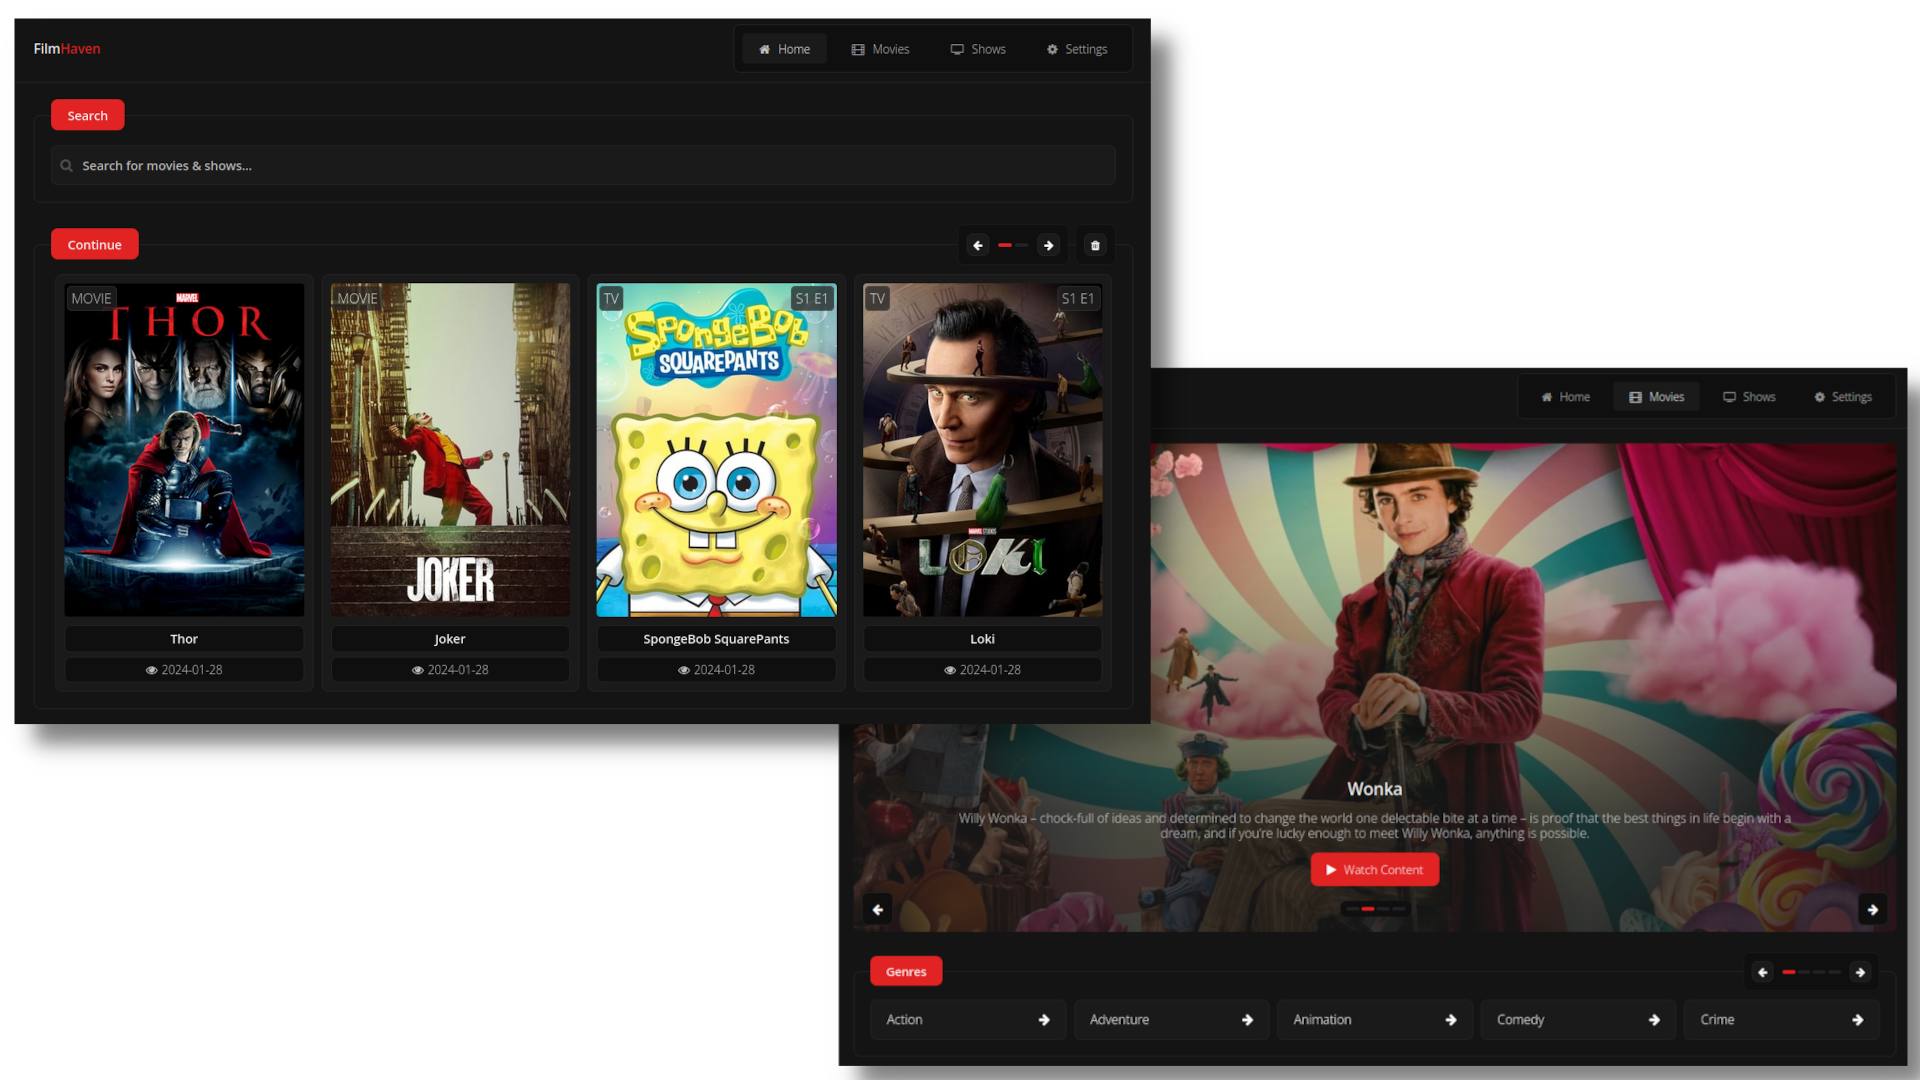 FilmHaven
Home Movies Shows Settings
Search
Search for movies & shows...
Continue
MOVIE
MARVEL
THOR
Thor
2024-01-28
MOVIE
JOKER
Joker
2024-01-28
TV S1 E1
SpongeBob
SQUAREPANTS
SpongeBob SquarePants
2024-01-28
TV S1 E1
MARVEL STUDIOS
LOKI
Loki
2024-01-28
Home Movies Shows Settings
Wonka
Willy Wonka – chock-full of ideas and determined to change the world one delectable bite at a time – is proof that the best things in life begin with a
dream, and if you're lucky enough to meet Willy Wonka, anything is possible.
Watch Content
Genres
Action Adventure Animation Comedy Crime